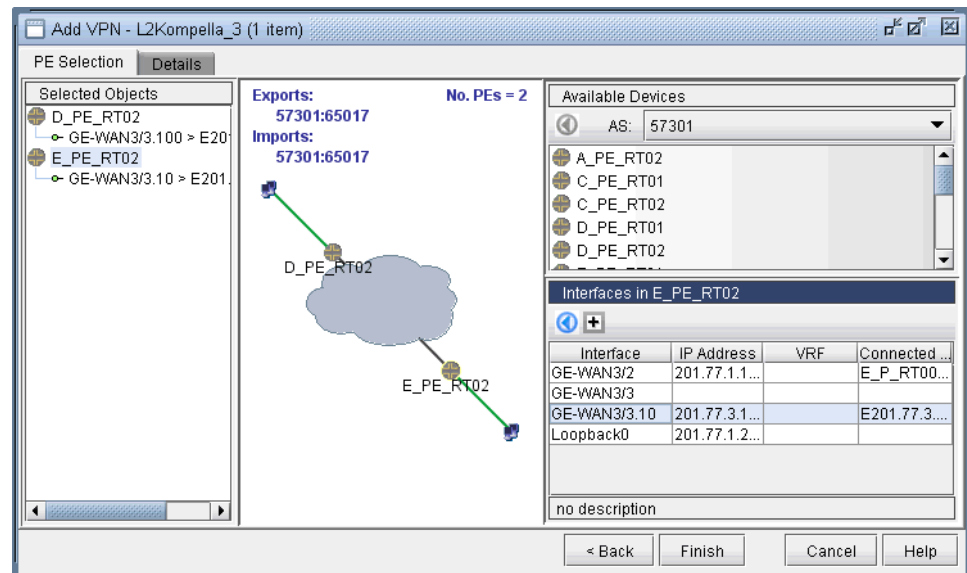 Add VPN - L2Kompella_3 (1 item)
PE Selection Details
Selected Objects
D_PE_RT02
GE-WAN3/3.100 > E20
E_PE_RT02
GE-WAN3/3.10 > E201.
Exports: No. PEs = 2
57301:65017
Imports:
57301:65017
D_PE_RT02
E_PE_RT02
Available Devices
AS: 57301
A_PE_RT02
C_PE_RT01
C_PE_RT02
D_PE_RT01
D_PE_RT02
Interfaces in E_PE_RT02
Interface IP Address VRF Connected ...
GE-WAN3/2 201.77.1.1... E_P_RT00...
GE-WAN3/3
GE-WAN3/3.10 201.77.3.1... E201.77.3....
Loopback0 201.77.1.2...
no description
< Back Finish Cancel Help